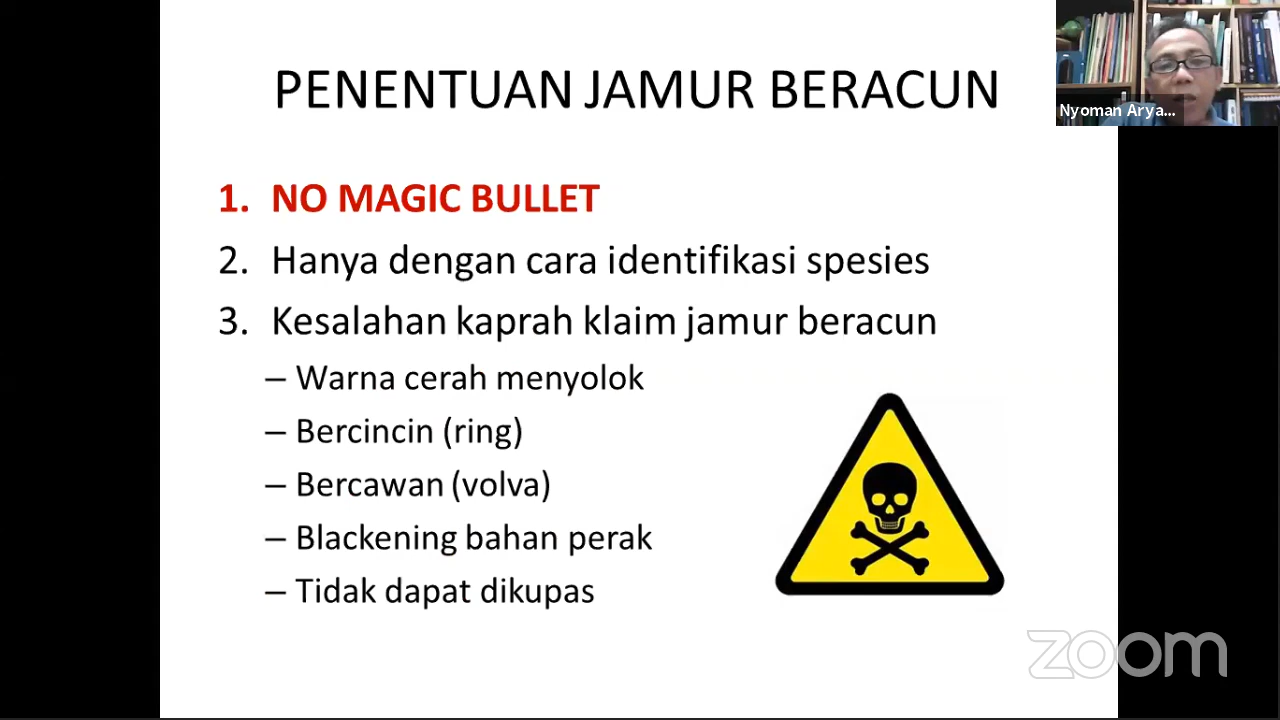 PENENTUAN JAMUR BERACUN
Nyoman Arya...
1. NO MAGIC BULLET
2. Hanya dengan cara identifikasi spesies
3. Kesalahan kaprah klaim jamur beracun
– Warna cerah menyolok
– Bercincin (ring)
– Bercawan (volva)
– Blackening bahan perak
– Tidak dapat dikupas
zoom